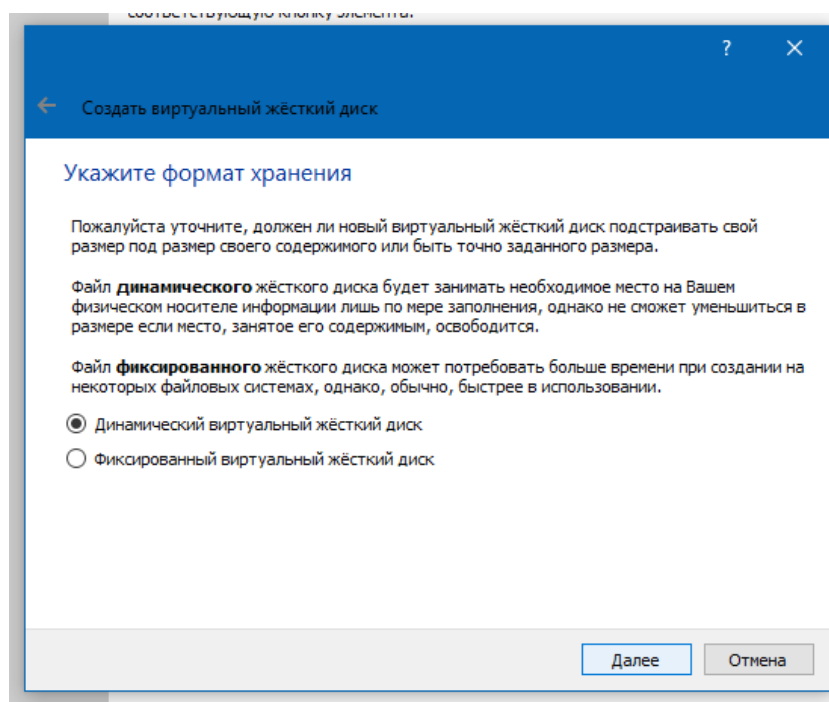 соответствующую кнопку элемента.
?
Создать виртуальный жёсткий диск
Укажите формат хранения
Пожалуйста уточните, должен ли новый виртуальный жёсткий диск подстраивать свой
размер под размер своего содержимого или быть точно заданного размера.
Файл динамического жёсткого диска будет занимать необходимое место на Вашем
физическом носителе информации лишь по мере заполнения, однако не сможет уменьшиться в
размере если место, занятое его содержимым, освободится.
Файл фиксированного жёсткого диска может потребовать больше времени при создании на
некоторых файловых системах, однако, обычно, быстрее в использовании.
Динамический виртуальный жёсткий диск
Фиксированный виртуальный жёсткий диск
Далее Отмена